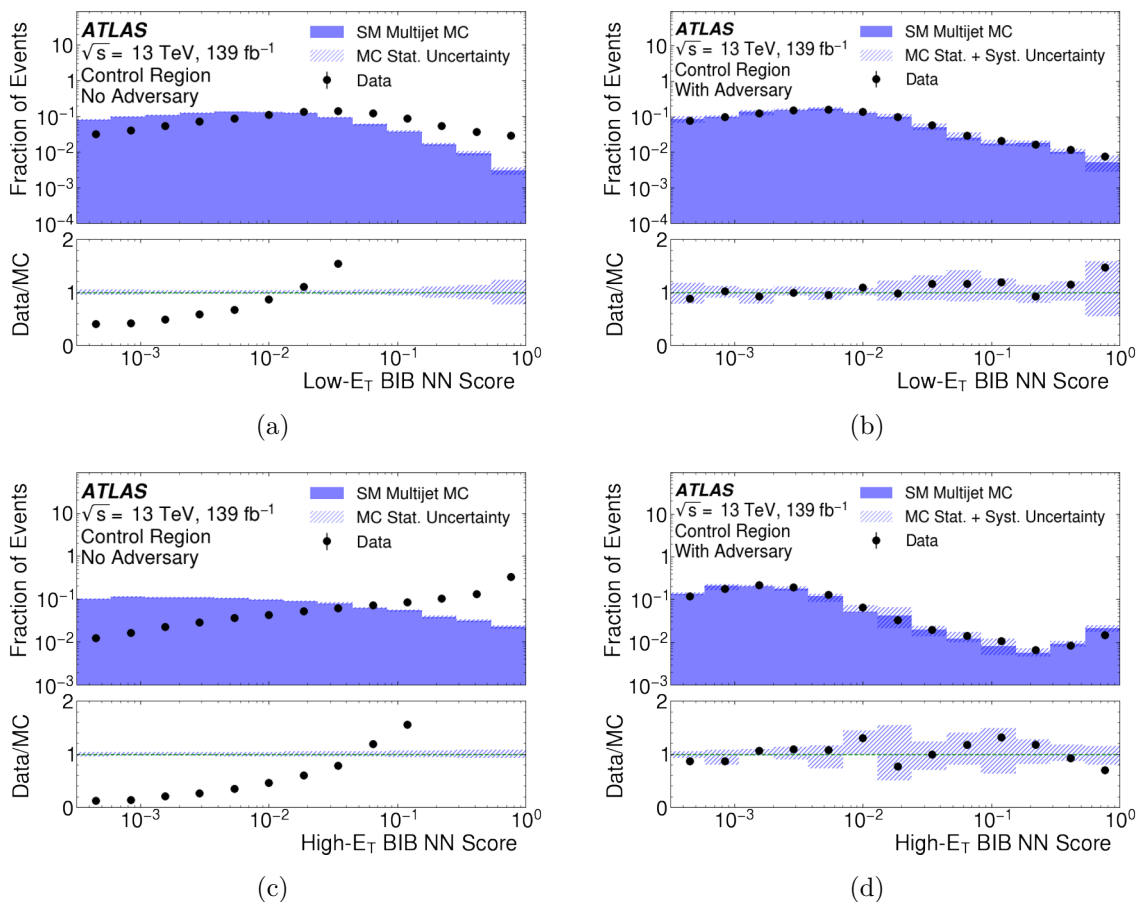 ATLAS
√s = 13 TeV, 139 fb⁻¹
Control Region
No Adversary
SM Multijet MC
MC Stat. Uncertainty
Data
Fraction of Events
10
1
10⁻¹
10⁻²
10⁻³
10⁻⁴
Data/MC
2
1
0
10⁻³ 10⁻² 10⁻¹ 10⁰
Low-E_T BIB NN Score
(a)
ATLAS
√s = 13 TeV, 139 fb⁻¹
Control Region
With Adversary
SM Multijet MC
MC Stat. + Syst. Uncertainty
Data
Fraction of Events
10
1
10⁻¹
10⁻²
10⁻³
10⁻⁴
Data/MC
2
1
0
10⁻³ 10⁻² 10⁻¹ 10⁰
Low-E_T BIB NN Score
(b)
ATLAS
√s = 13 TeV, 139 fb⁻¹
Control Region
No Adversary
SM Multijet MC
MC Stat. Uncertainty
Data
Fraction of Events
10
1
10⁻¹
10⁻²
10⁻³
Data/MC
2
1
0
10⁻³ 10⁻² 10⁻¹ 10⁰
High-E_T BIB NN Score
(c)
ATLAS
√s = 13 TeV, 139 fb⁻¹
Control Region
With Adversary
SM Multijet MC
MC Stat. + Syst. Uncertainty
Data
Fraction of Events
10
1
10⁻¹
10⁻²
10⁻³
Data/MC
2
1
0
10⁻³ 10⁻² 10⁻¹ 10⁰
High-E_T BIB NN Score
(d)